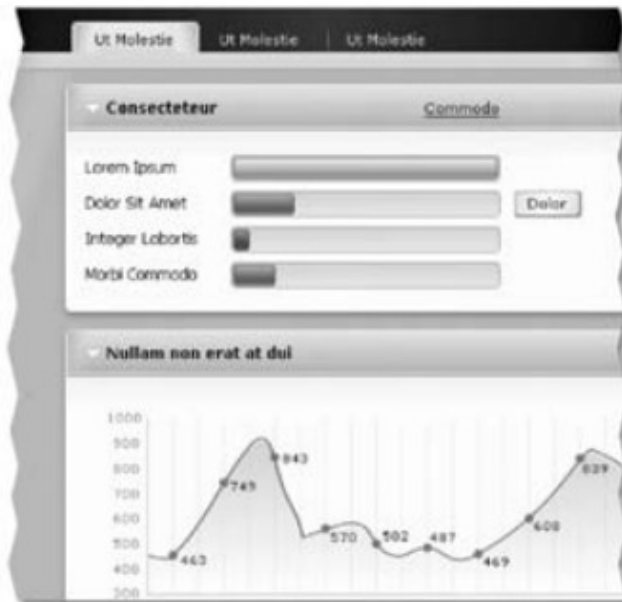 Ut Molestie Ut Molestie Ut Molestie
Consecteteur Commodo
Lorem Ipsum
Dolor Sit Amet Dolor
Integer Lobortis
Morbi Commodo
Nullam non erat at dui
1000
900
800
700
600
500
400
300
463
749
843
570
502
487
469
608
839